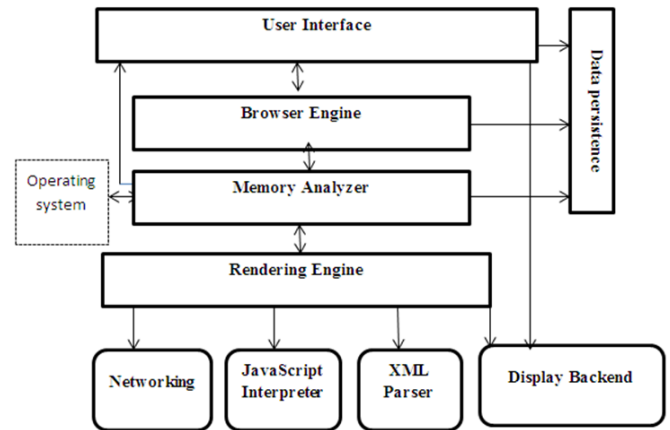 User Interface
Data persistence
Browser Engine
Operating
system
Memory Analyzer
Rendering Engine
Networking
JavaScript
Interpreter
XML
Parser
Display Backend